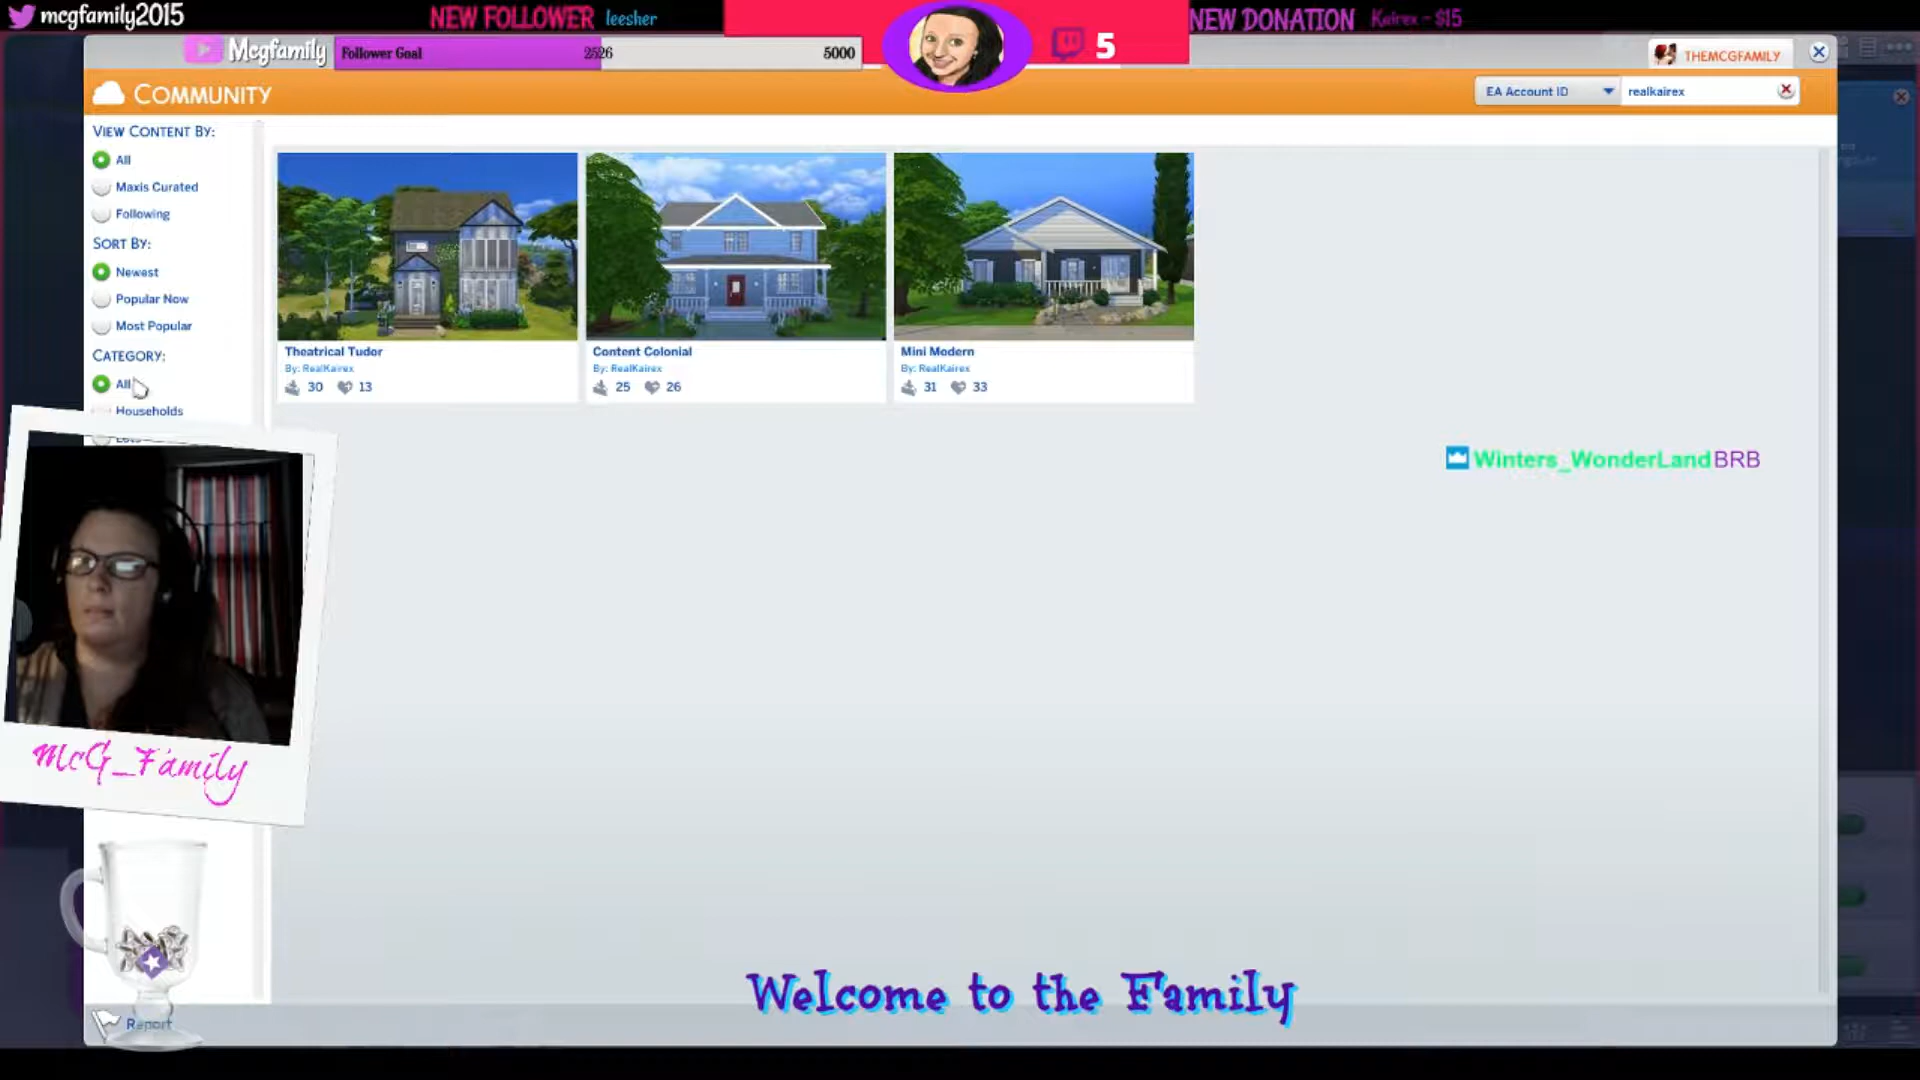 mcgfamily2015
NEW FOLLOWER leesher
NEW DONATION Kairex - $15
Mcgfamily
Follower Goal 2526 5000
5
THEMCGFAMILY
COMMUNITY
EA Account ID
realkairex
VIEW CONTENT BY:
All
Maxis Curated
Following
SORT BY:
Newest
Popular Now
Most Popular
CATEGORY:
All
Households
Theatrical Tudor
By: RealKairex
30 13
Content Colonial
By: RealKairex
25 26
Mini Modern
By: RealKairex
31 33
Winters_WonderLand BRB
McG_Family
Welcome to the Family
Report